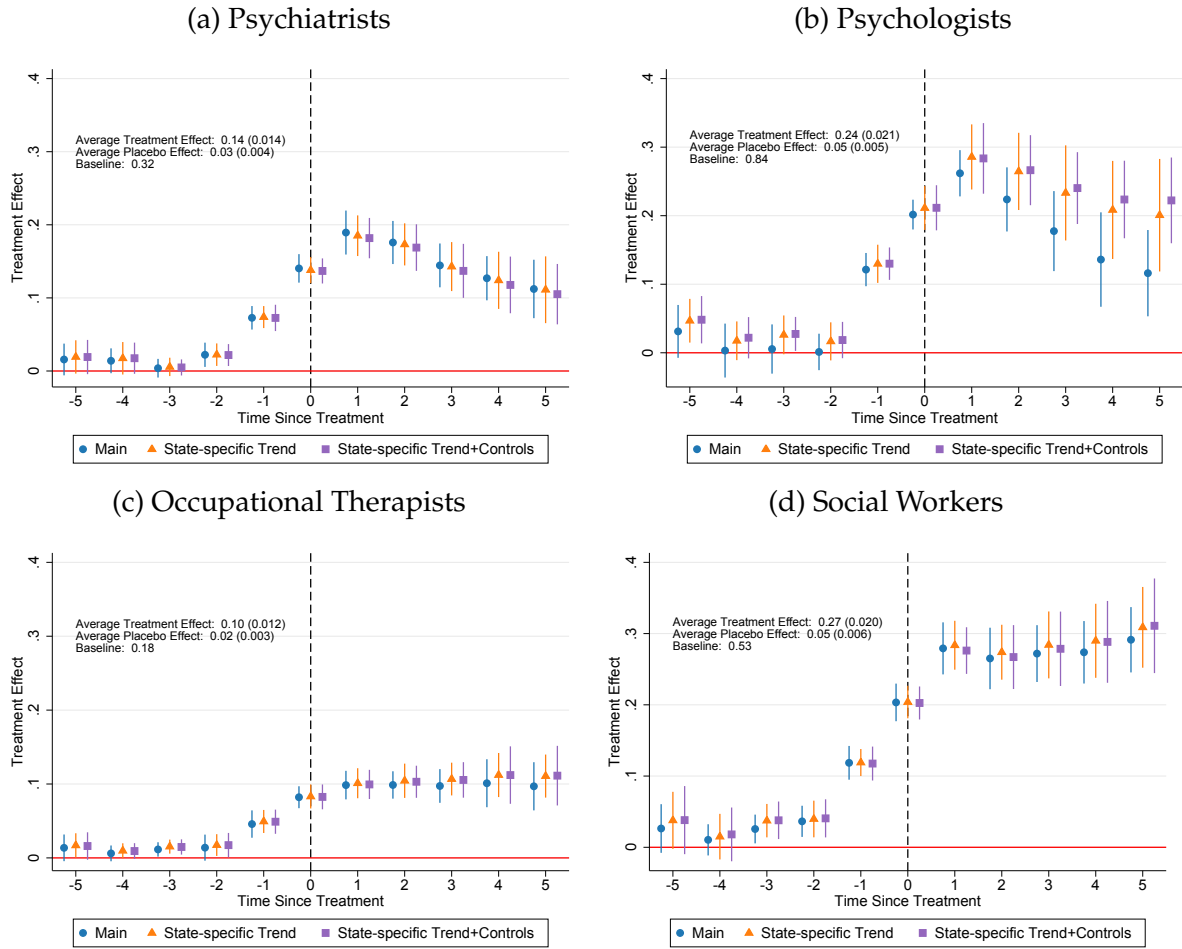 (a) Psychiatrists
.4
.3
.2
.1
0
Treatment Effect
Average Treatment Effect: 0.14 (0.014)
Average Placebo Effect: 0.03 (0.004)
Baseline: 0.32
-5 -4 -3 -2 -1 0 1 2 3 4 5
Time Since Treatment
Main State-specific Trend State-specific Trend+Controls
(b) Psychologists
.4
.3
.2
.1
0
Treatment Effect
Average Treatment Effect: 0.24 (0.021)
Average Placebo Effect: 0.05 (0.005)
Baseline: 0.84
-5 -4 -3 -2 -1 0 1 2 3 4 5
Time Since Treatment
Main State-specific Trend State-specific Trend+Controls
(c) Occupational Therapists
.4
.3
.2
.1
0
Treatment Effect
Average Treatment Effect: 0.10 (0.012)
Average Placebo Effect: 0.02 (0.003)
Baseline: 0.18
-5 -4 -3 -2 -1 0 1 2 3 4 5
Time Since Treatment
Main State-specific Trend State-specific Trend+Controls
(d) Social Workers
.4
.3
.2
.1
0
Treatment Effect
Average Treatment Effect: 0.27 (0.020)
Average Placebo Effect: 0.05 (0.006)
Baseline: 0.53
-5 -4 -3 -2 -1 0 1 2 3 4 5
Time Since Treatment
Main State-specific Trend State-specific Trend+Controls